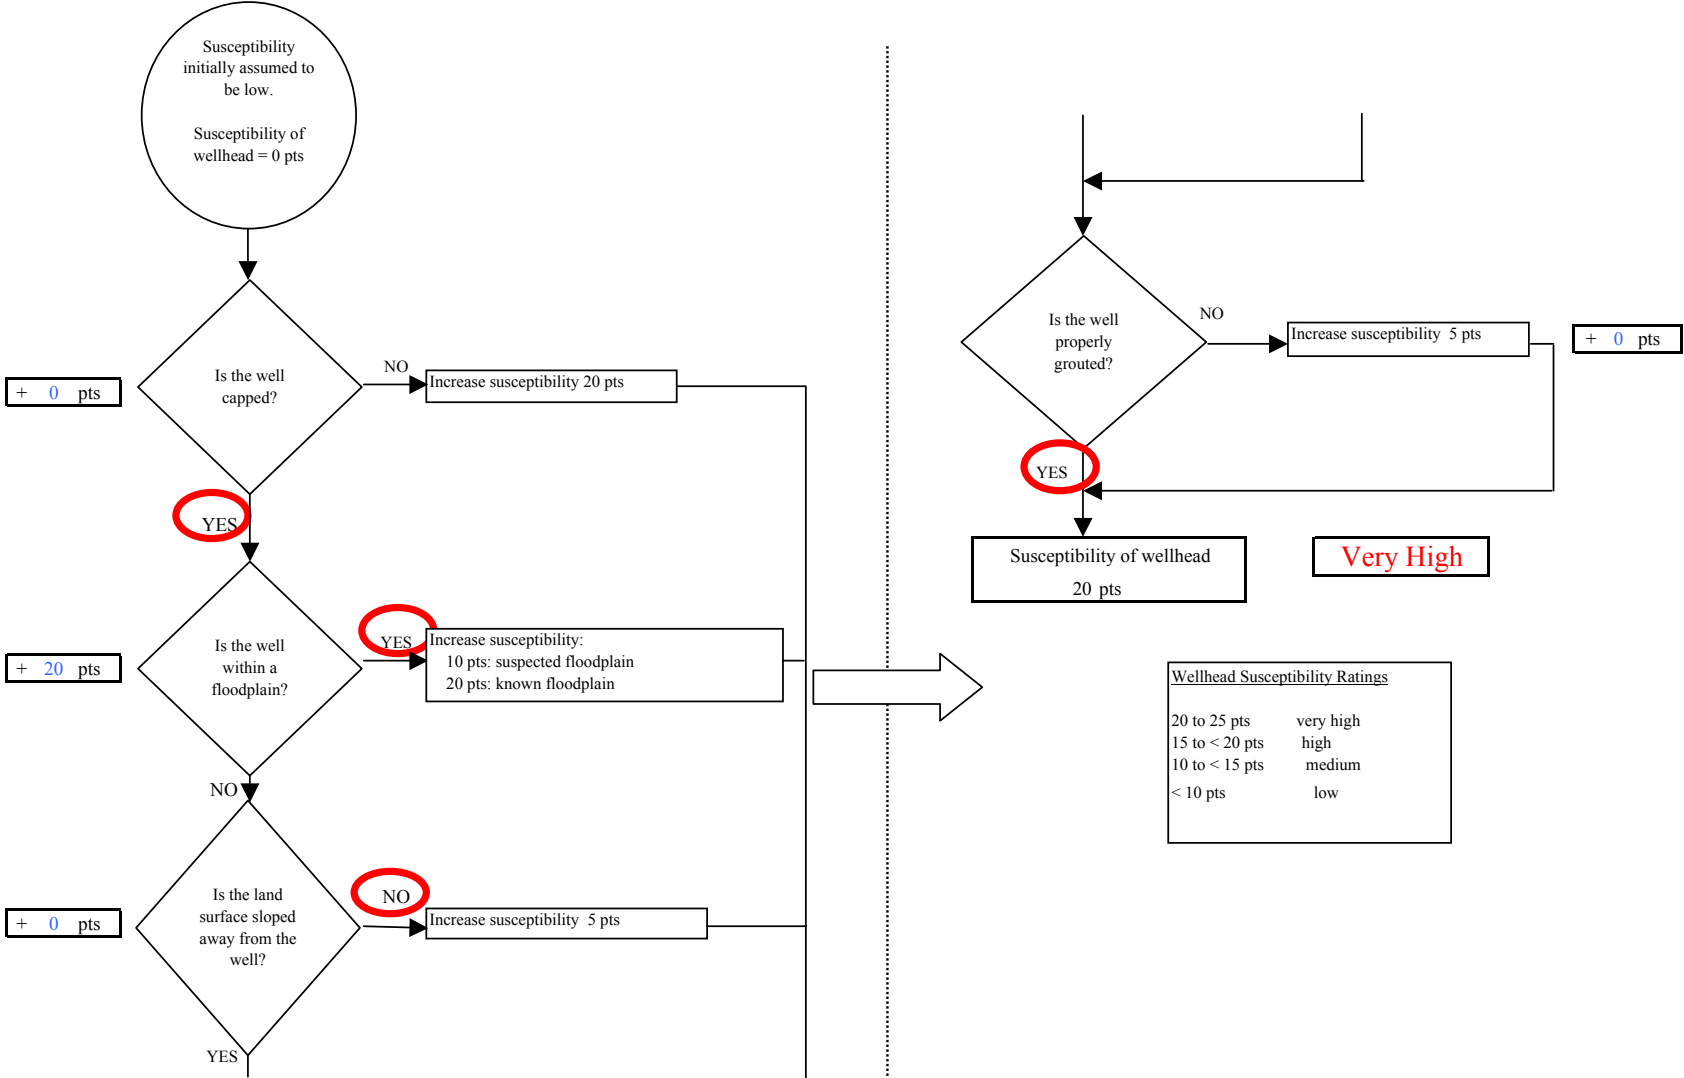 Susceptibility
initially assumed to
be low.
Susceptibility of
wellhead = 0 pts
Is the well
capped?
NO
Increase susceptibility 20 pts
+ 0 pts
YES
Is the well
within a
floodplain?
YES
Increase susceptibility:
10 pts: suspected floodplain
20 pts: known floodplain
+ 20 pts
NO
Is the land
surface sloped
away from the
well?
NO
Increase susceptibility 5 pts
+ 0 pts
YES
Is the well
properly
grouted?
NO
Increase susceptibility 5 pts
+ 0 pts
YES
Susceptibility of wellhead
20 pts
Very High
Wellhead Susceptibility Ratings
20 to 25 pts very high
15 to < 20 pts high
10 to < 15 pts medium
< 10 pts low